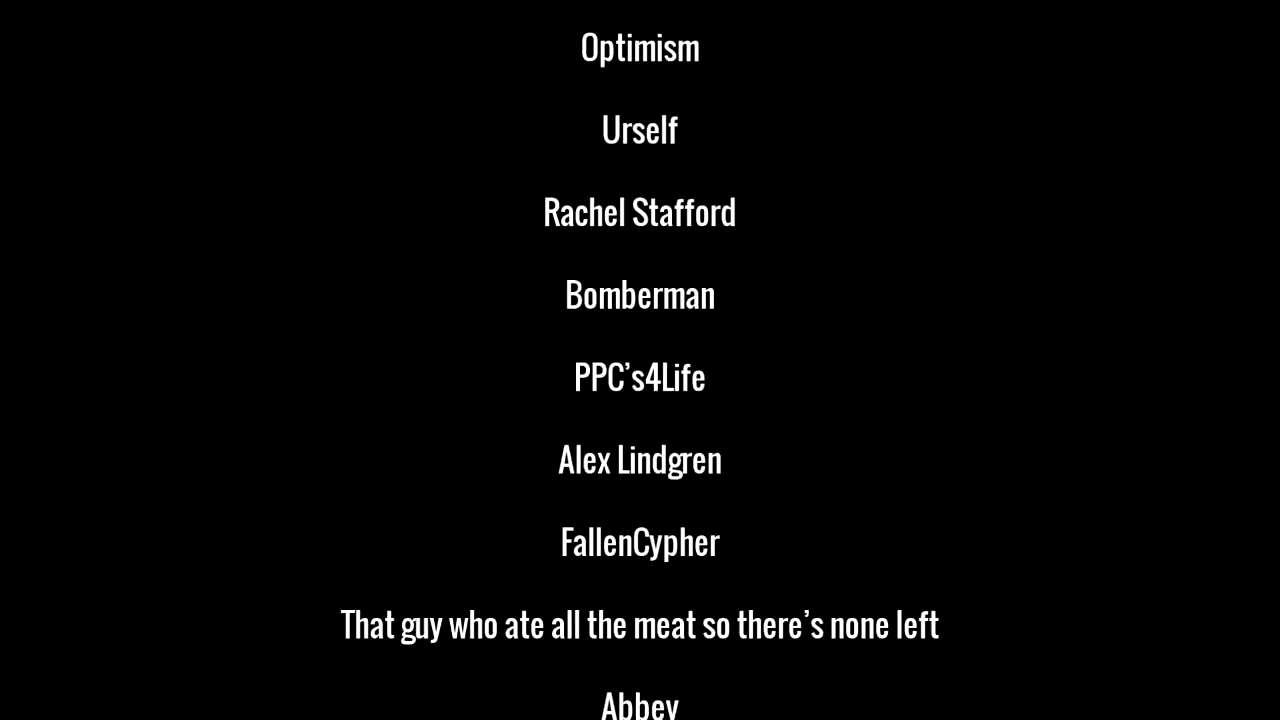 Optimism
Urself
Rachel Stafford
Bomberman
PPC’s4Life
Alex Lindgren
FallenCypher
That guy who ate all the meat so there’s none left
Abbey